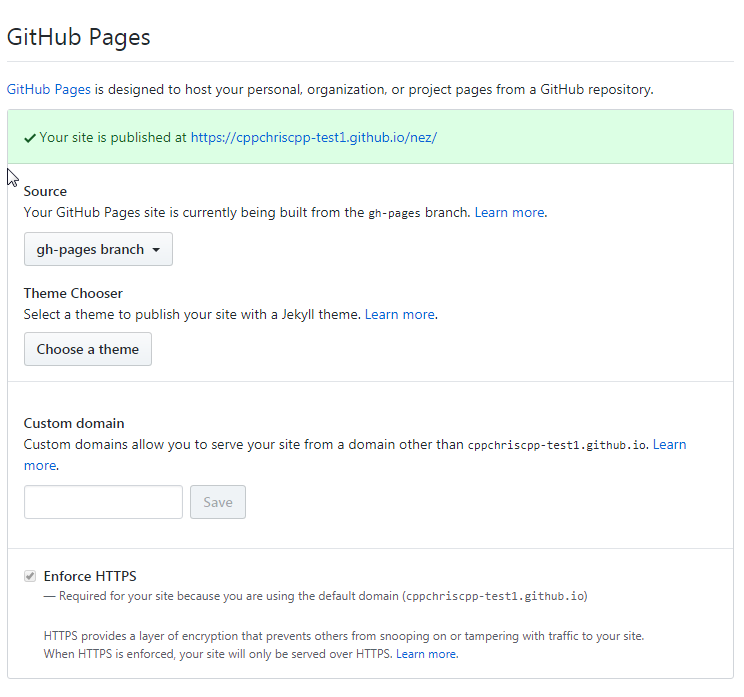 GitHub Pages
GitHub Pages is designed to host your personal, organization, or project pages from a GitHub repository.
Your site is published at https://cppchriscpp-test1.github.io/nez/
Source
Your GitHub Pages site is currently being built from the gh-pages branch. Learn more.
gh-pages branch
Theme Chooser
Select a theme to publish your site with a Jekyll theme. Learn more.
Choose a theme
Custom domain
Custom domains allow you to serve your site from a domain other than cppchriscpp-test1.github.io. Learn
more.
Save
Enforce HTTPS
— Required for your site because you are using the default domain (cppchriscpp-test1.github.io)
HTTPS provides a layer of encryption that prevents others from snooping on or tampering with traffic to your site.
When HTTPS is enforced, your site will only be served over HTTPS. Learn more.